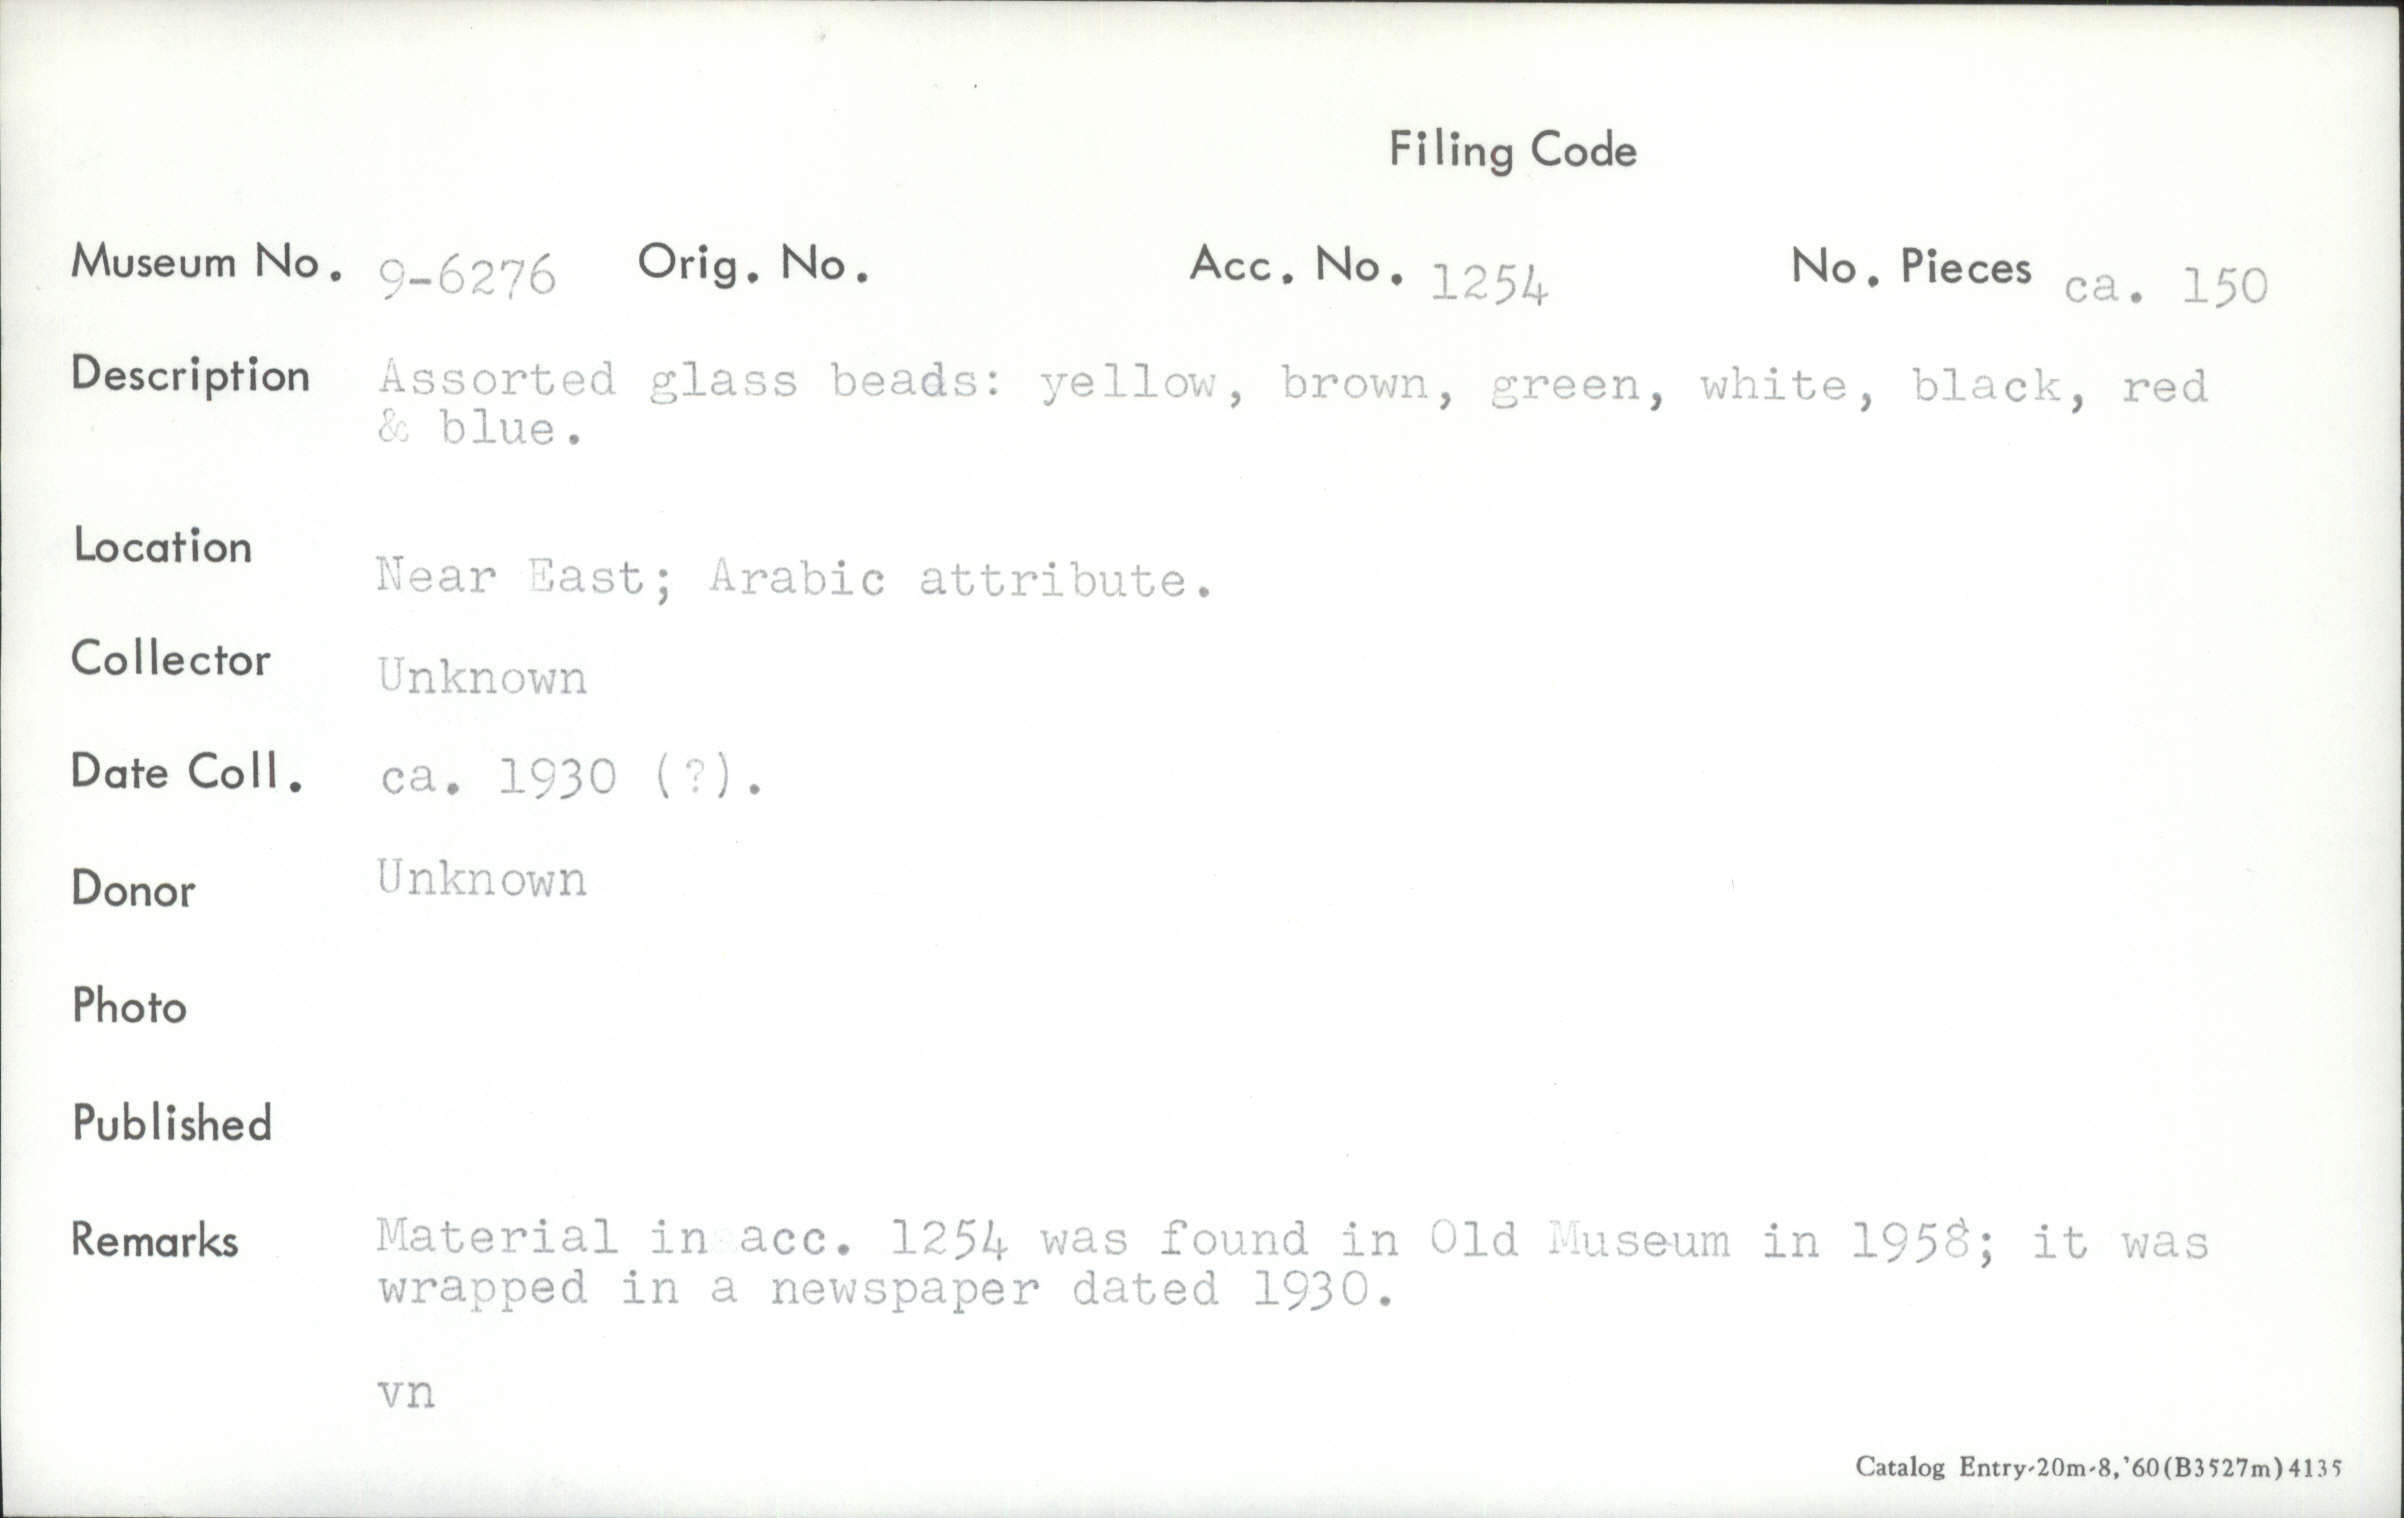 Filing Code
Museum No. 9-6276 Orig. No. Acc. No. 1254 No. Pieces ca. 150
Description Assorted glass beads: yellow, brown, green, white, black, red
& blue.
Location Near East; Arabic attribute.
Collector Unknown
Date Coll. ca. 1930 (?).
Donor Unknown
Photo
Published
Remarks Material in acc. 1254 was found in Old Museum in 1958; it was
wrapped in a newspaper dated 1930.
vn
Catalog Entry-20m-8,'60(B3527m)4135